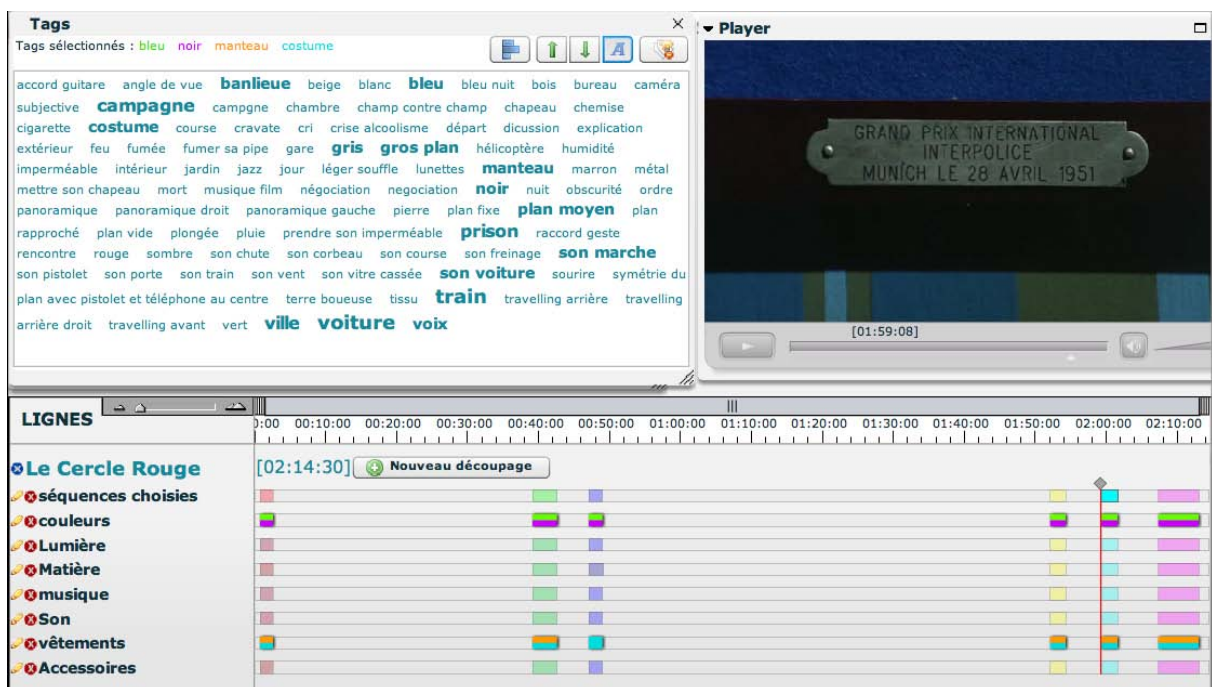 Tags
Tags sélectionnés : bleu noir manteau costume
accord guitare angle de vue banlieue beige blanc bleu bleu nuit bois bureau caméra
subjective campagne campgne chambre champ contre champ chapeau chemise
cigarette costume course cravate cri crise alcoolisme départ dicussion explication
extérieur feu fumée fumer sa pipe gare gris gros plan hélicoptère humidité
imperméable intérieur jardin jazz jour léger souffle lunettes manteau marron métal
mettre son chapeau mort musique film négociation negociation noir nuit obscurité ordre
panoramique panoramique droit panoramique gauche pierre plan fixe plan moyen plan
rapproché plan vide plongée pluie prendre son imperméable prison raccord geste
rencontre rouge sombre son chute son corbeau son course son freinage son marche
son pistolet son porte son train son vent son vitre cassée son voiture sourire symétrie du
plan avec pistolet et téléphone au centre terre boueuse tissu train travelling arrière travelling
arrière droit travelling avant vert ville voiture voix
Player
GRAND PRIX INTERNATIONAL
INTERPOLICE
MUNICH LE 28 AVRIL 1951
[01:59:08]
LIGNES
0:00 00:10:00 00:20:00 00:30:00 00:40:00 00:50:00 01:00:00 01:10:00 01:20:00 01:30:00 01:40:00 01:50:00 02:00:00 02:10:00
Le Cercle Rouge [02:14:30] Nouveau découpage
séquences choisies
couleurs
Lumière
Matière
musique
Son
vêtements
Accessoires